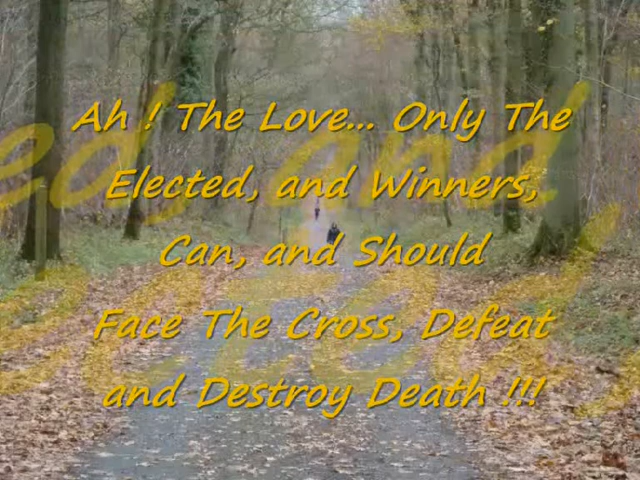 Ah ! The Love... Only The
Elected, and Winners,
Can, and Should
Face The Cross, Defeat
and Destroy Death !!!